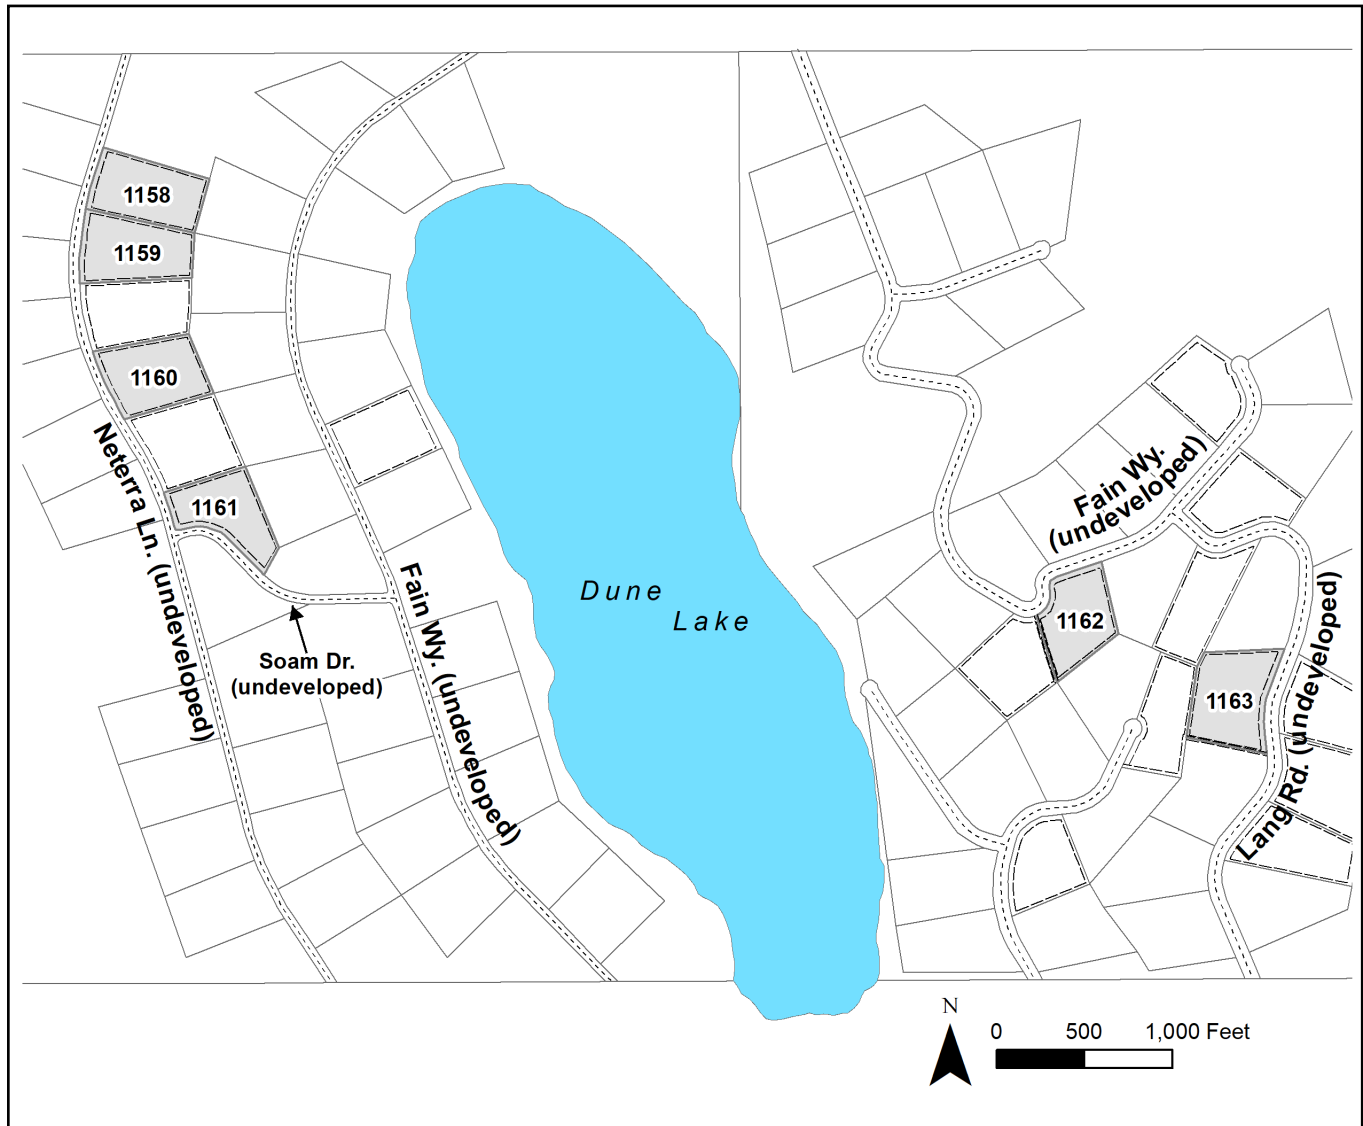 1158
1159
1160
1161
Neterra Ln. (undeveloped)
Soam Dr.
(undeveloped)
Fain Wy. (undeveloped)
Dune
Lake
Fain Wy.
(undeveloped)
1162
1163
Lang Rd. (undeveloped)
N
0 500 1,000 Feet